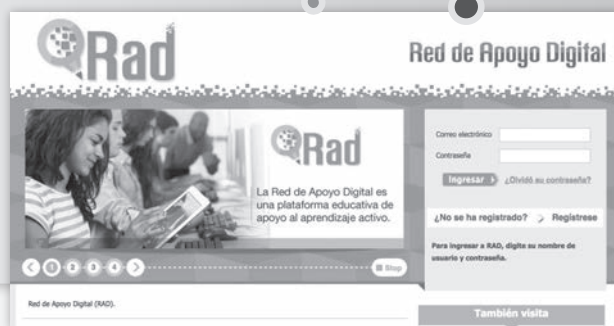 Rad
Red de Apoyo Digital
Rad
La Red de Apoyo Digital es
una plataforma educativa de
apoyo al aprendizaje activo.
1 2 3 4
Stop
Correo electrónico
Contraseña
Ingresar
¿Olvidó su contraseña?
¿No se ha registrado?
Regístrese
Para ingresar a RAD, digite su nombre de
usuario y contraseña.
Red de Apoyo Digital (RAD).
También visita